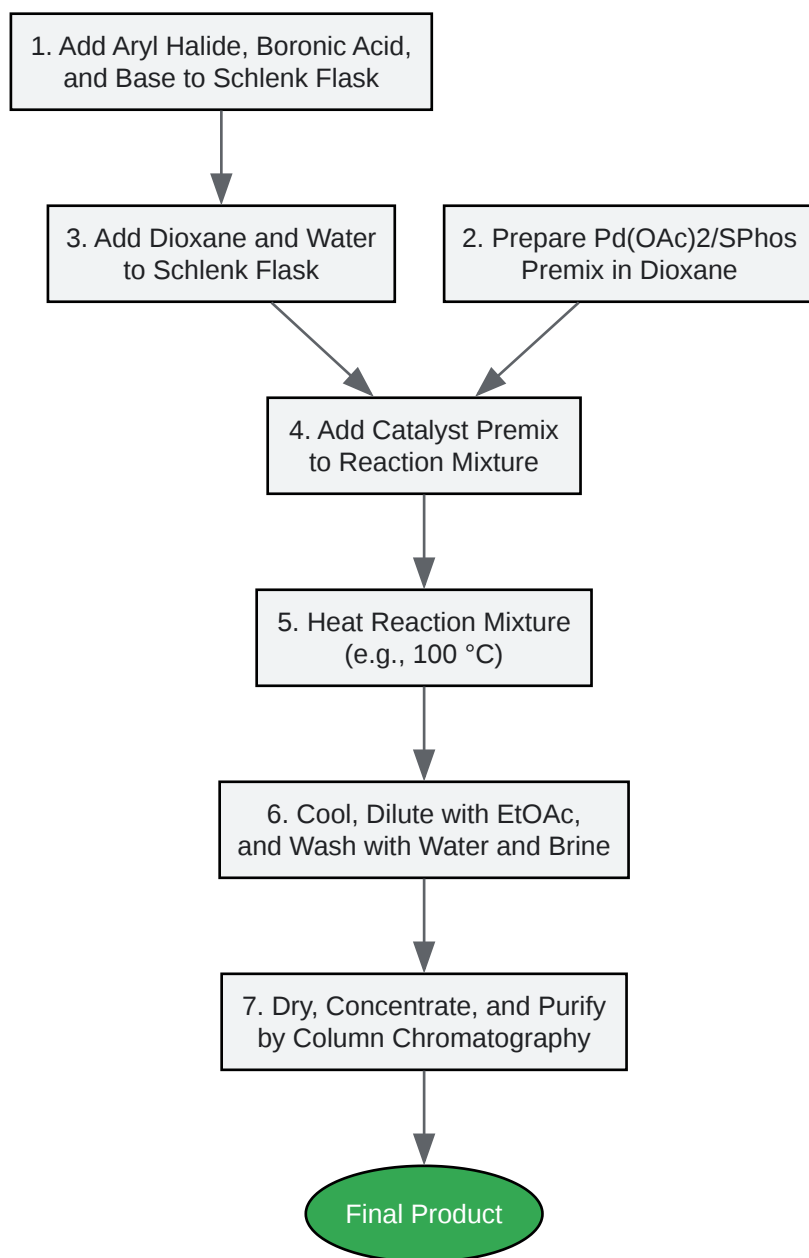 1. Add Aryl Halide, Boronic Acid,
and Base to Schlenk Flask
3. Add Dioxane and Water
to Schlenk Flask
2. Prepare Pd(OAc)2/SPhos
Premix in Dioxane
4. Add Catalyst Premix
to Reaction Mixture
5. Heat Reaction Mixture
(e.g., 100 °C)
6. Cool, Dilute with EtOAc,
and Wash with Water and Brine
7. Dry, Concentrate, and Purify
by Column Chromatography
Final Product